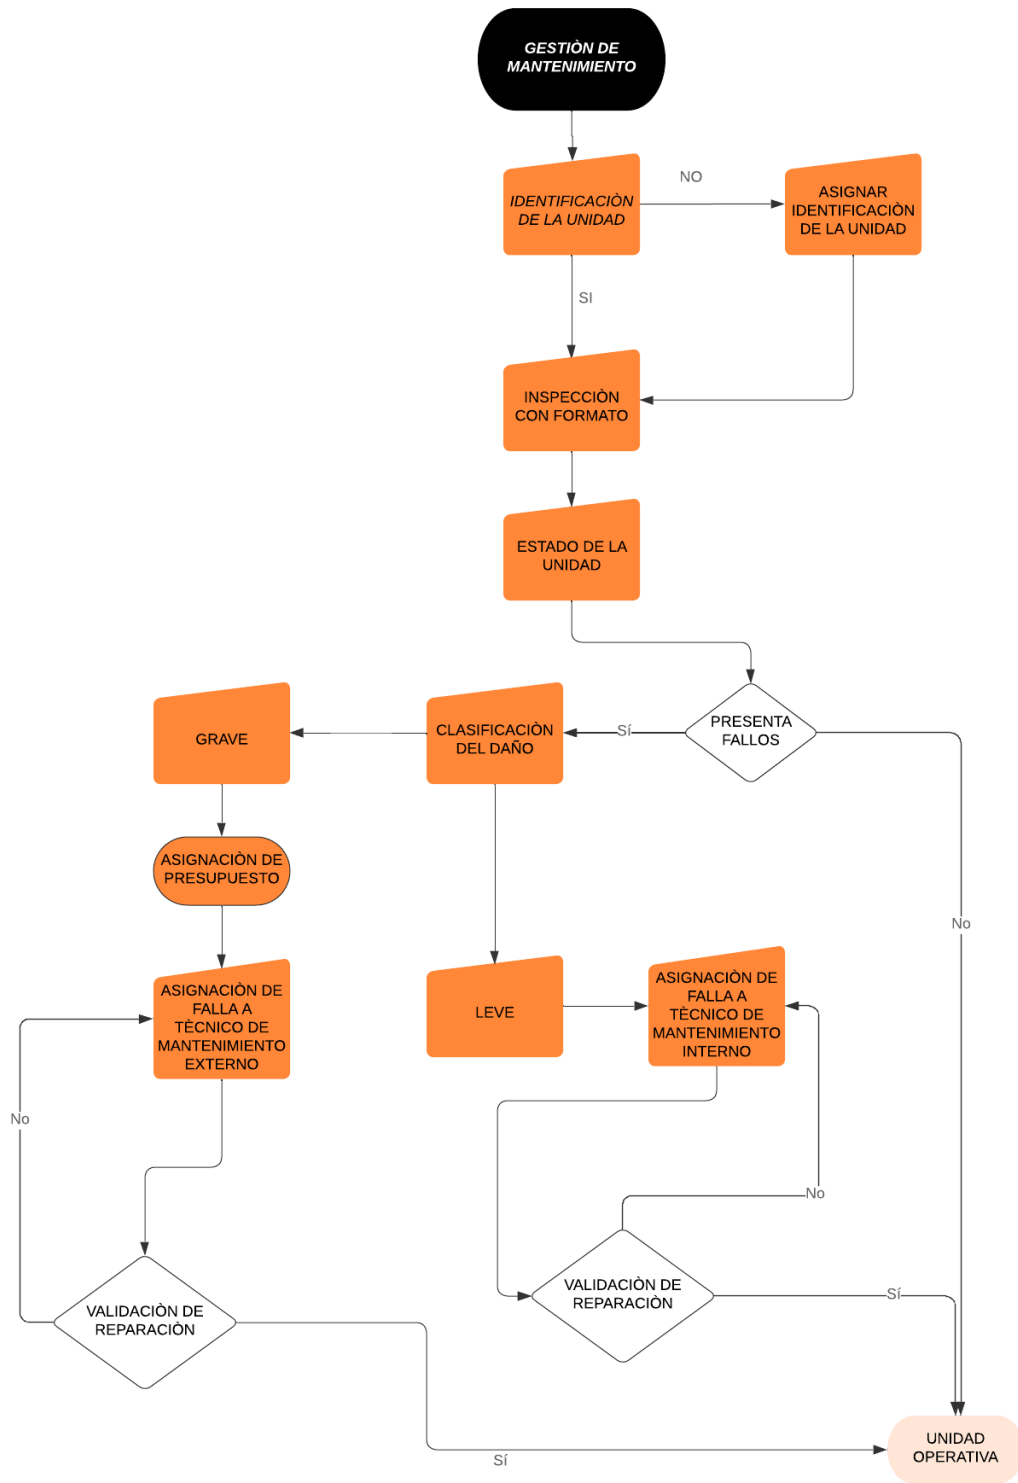 GESTIÒN DE
MANTENIMIENTO
IDENTIFICACIÒN
DE LA UNIDAD
NO
ASIGNAR
IDENTIFICACIÒN
DE LA UNIDAD
SI
INSPECCIÒN
CON FORMATO
ESTADO DE LA
UNIDAD
PRESENTA
FALLOS
Sí
CLASIFICACIÒN
DEL DAÑO
GRAVE
ASIGNACIÒN DE
PRESUPUESTO
No
ASIGNACIÒN DE
FALLA A
TÈCNICO DE
MANTENIMIENTO
EXTERNO
LEVE
ASIGNACIÒN DE
FALLA A
TÈCNICO DE
MANTENIMIENTO
INTERNO
No
No
VALIDACIÒN DE
REPARACIÒN
VALIDACIÒN DE
REPARACIÒN
Sí
Sí
UNIDAD
OPERATIVA